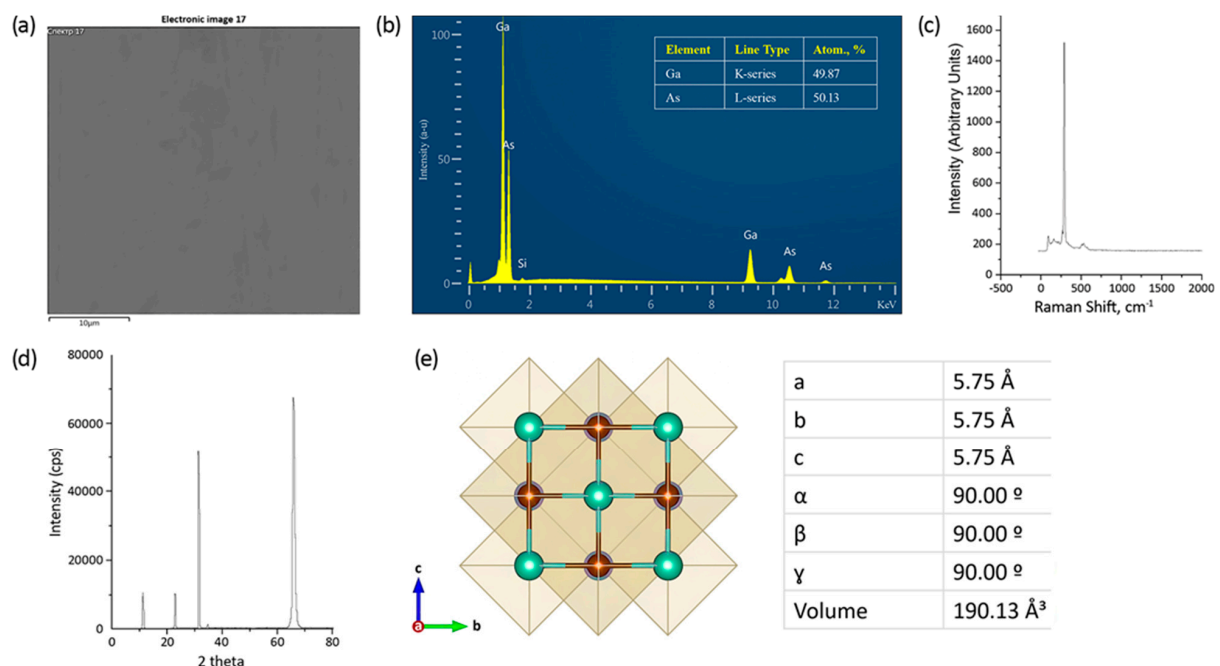 (a)
Electronic image 17
Спектр 17
10μm
(b)
Intensity (a-u)
100
50
0
Ga
As
Si
Ga
As
As
0 2 4 6 8 10 12 14 KeV
Element Line Type Atom., %
Ga K-series 49.87
As L-series 50.13
(c)
Intensity (Arbitrary Units)
1600
1400
1200
1000
800
600
400
200
0
-500 0 500 1000 1500 2000
Raman Shift, cm⁻¹
(d)
Intensity (cps)
80000
60000
40000
20000
0
0 20 40 60 80
2 theta
(e)
c
a
b
a 5.75 Å
b 5.75 Å
c 5.75 Å
α 90.00 º
β 90.00 º
ɣ 90.00 º
Volume 190.13 Å³